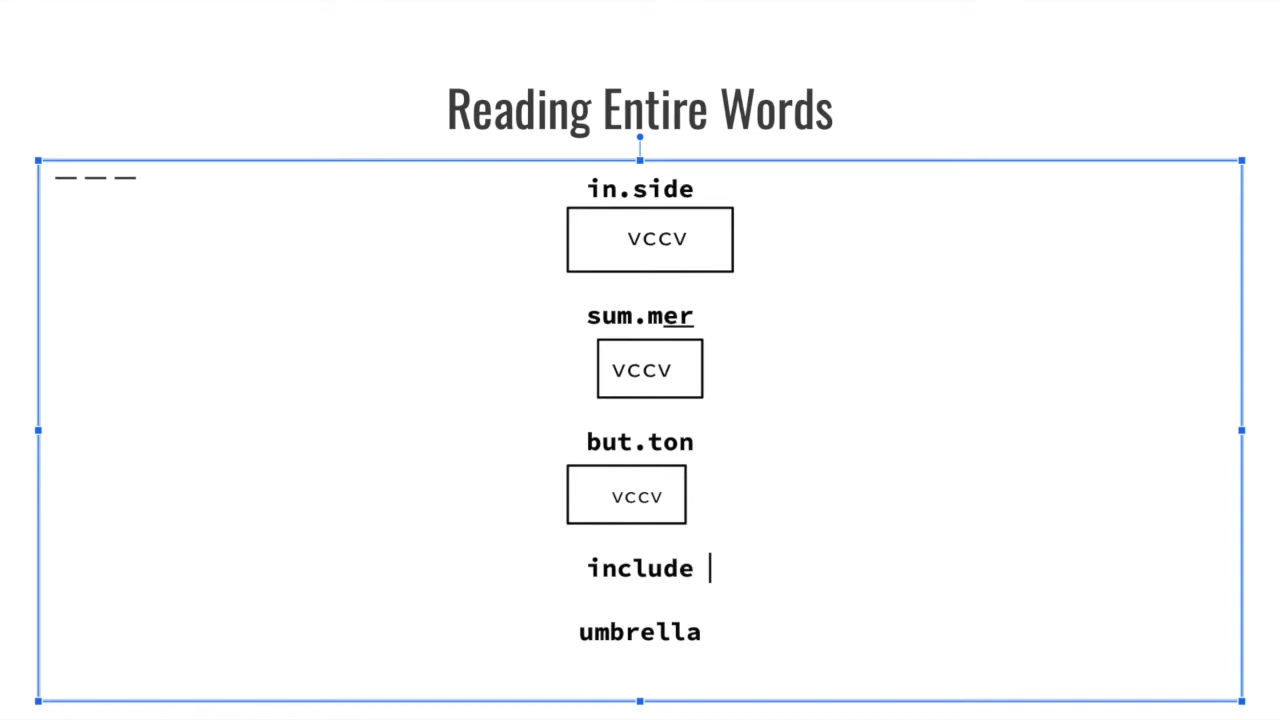 Reading Entire Words
in.side
VCCV
sum.mer
VCCV
but.ton
VCCV
include
umbrella